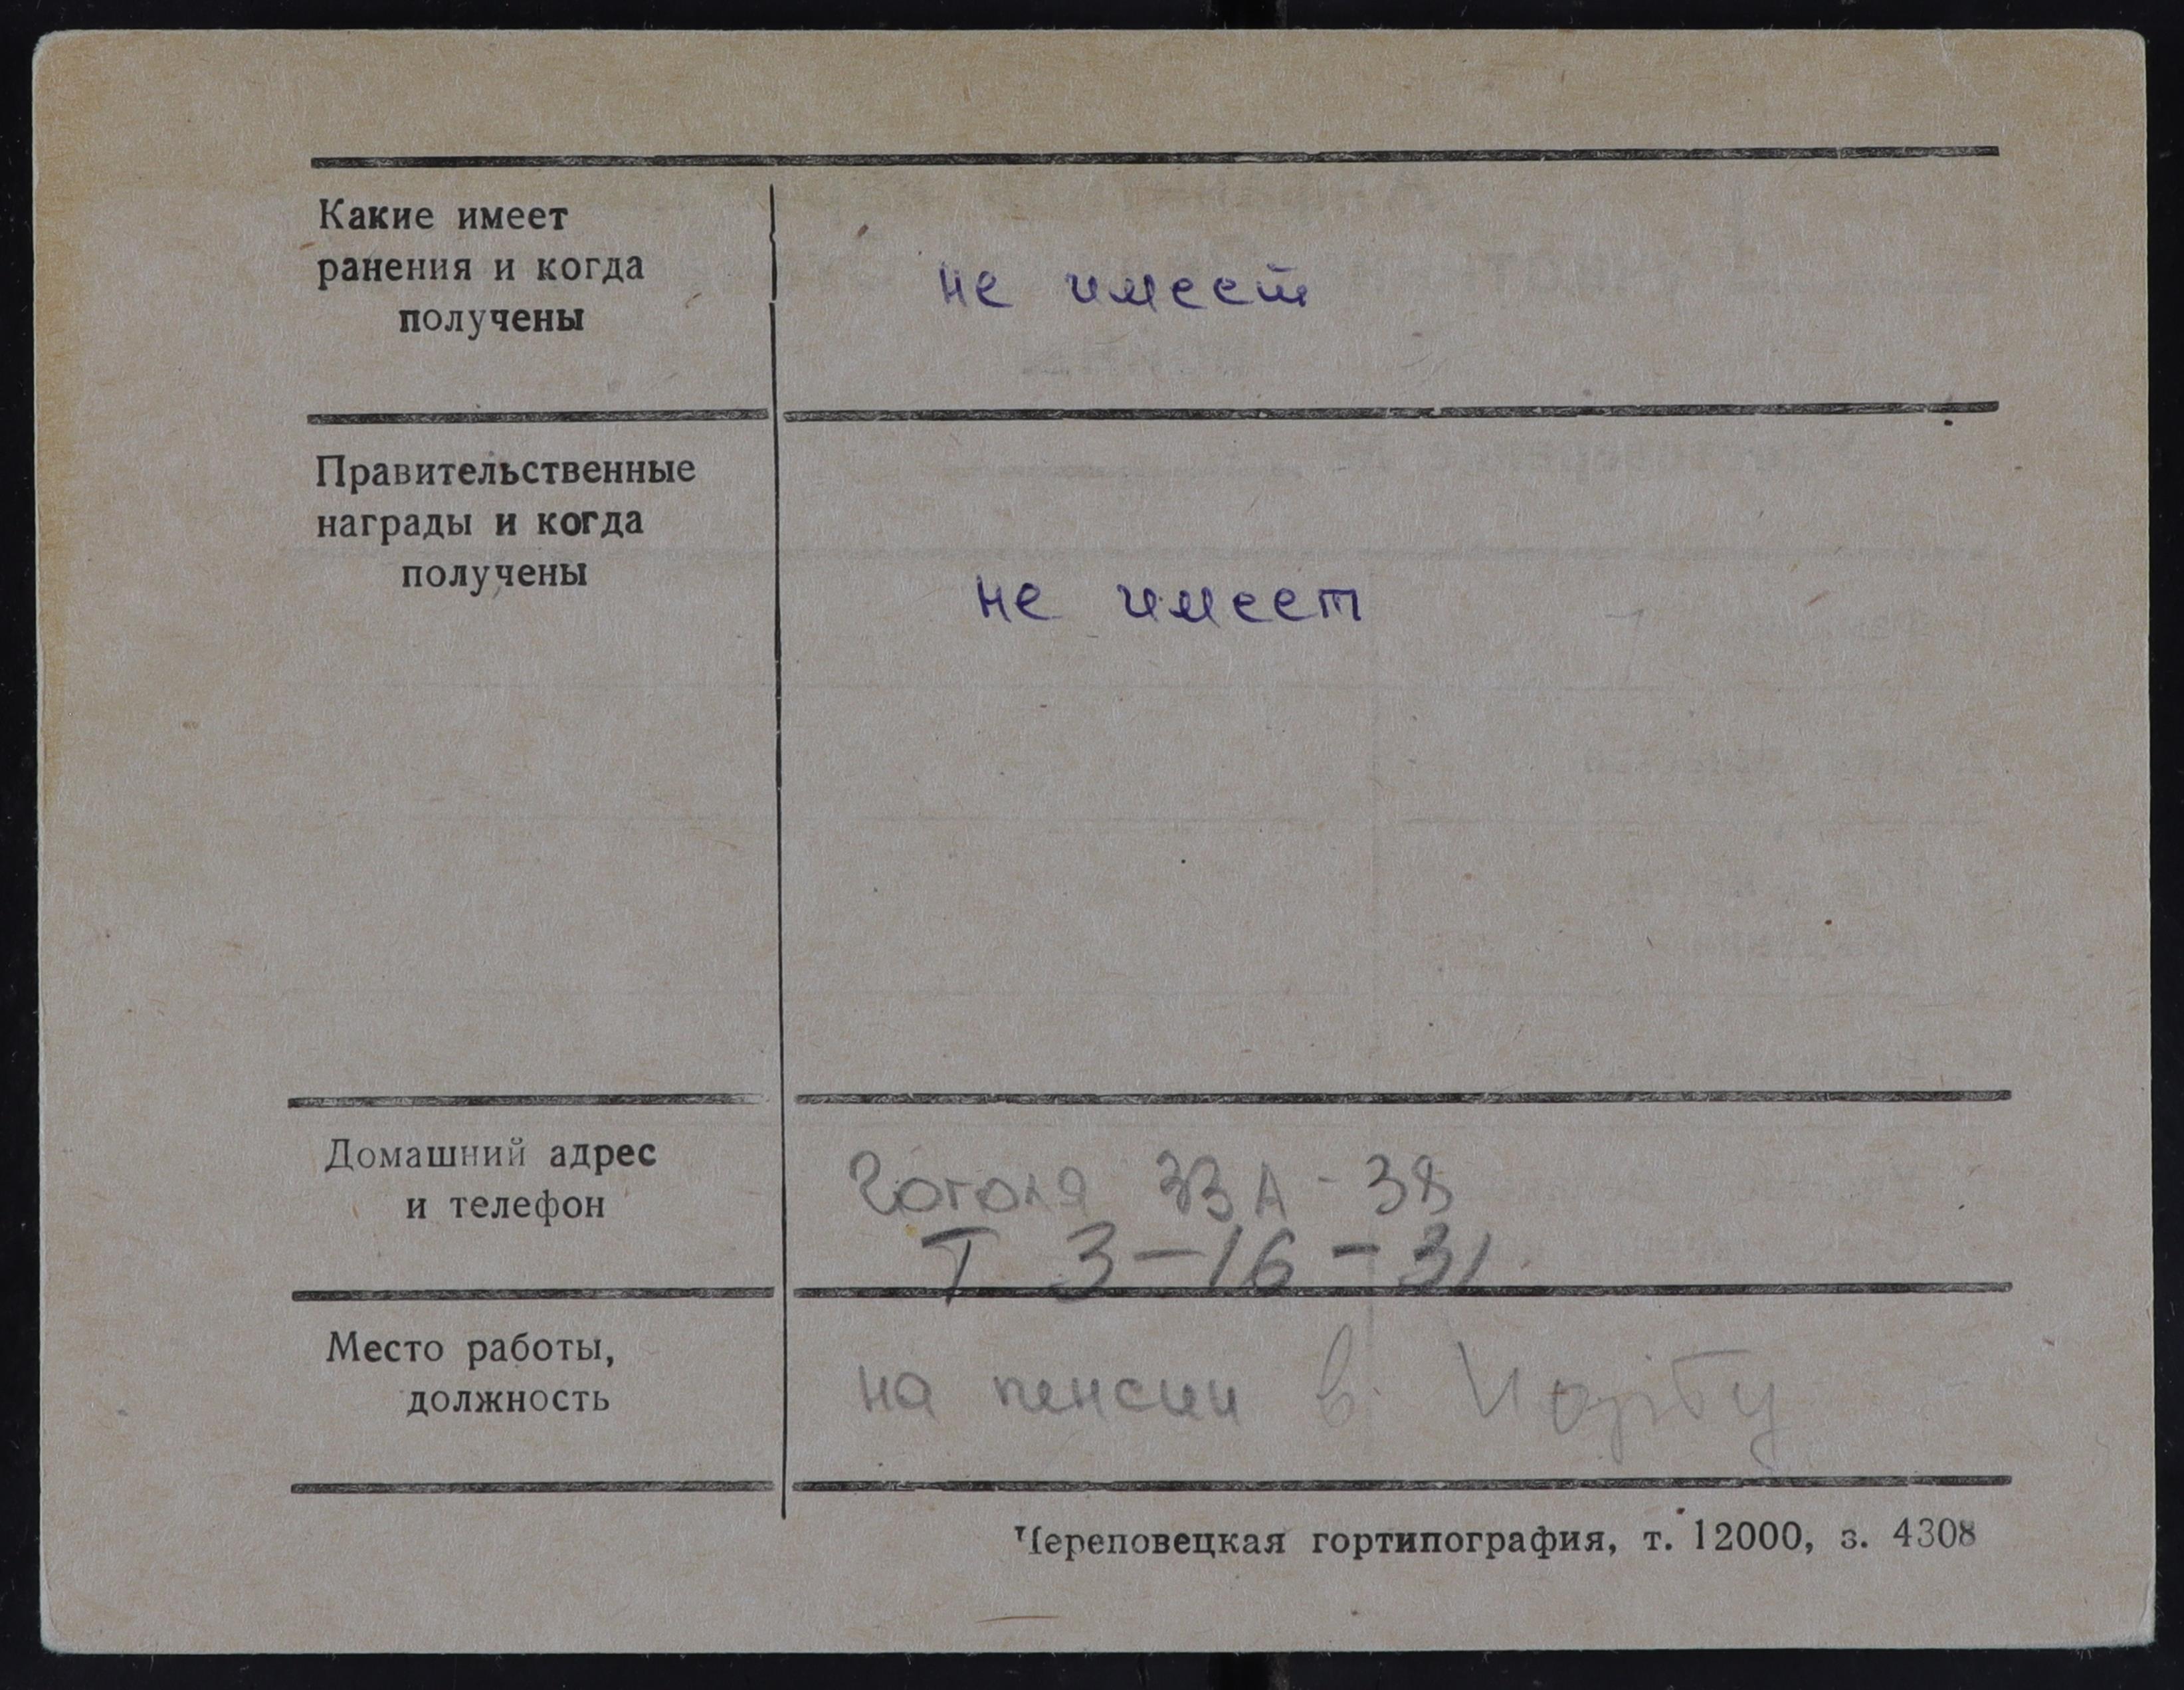 Какие имеет
ранения и когда
получены
не имеет
Правительственные
награды и когда
получены
не имеет
Домашний адрес
и телефон
Гоголя 33А-38
Т 3-16-31
Место работы,
должность
на пенсии в
Череповецкая гортипография, т. 12000, з. 4308